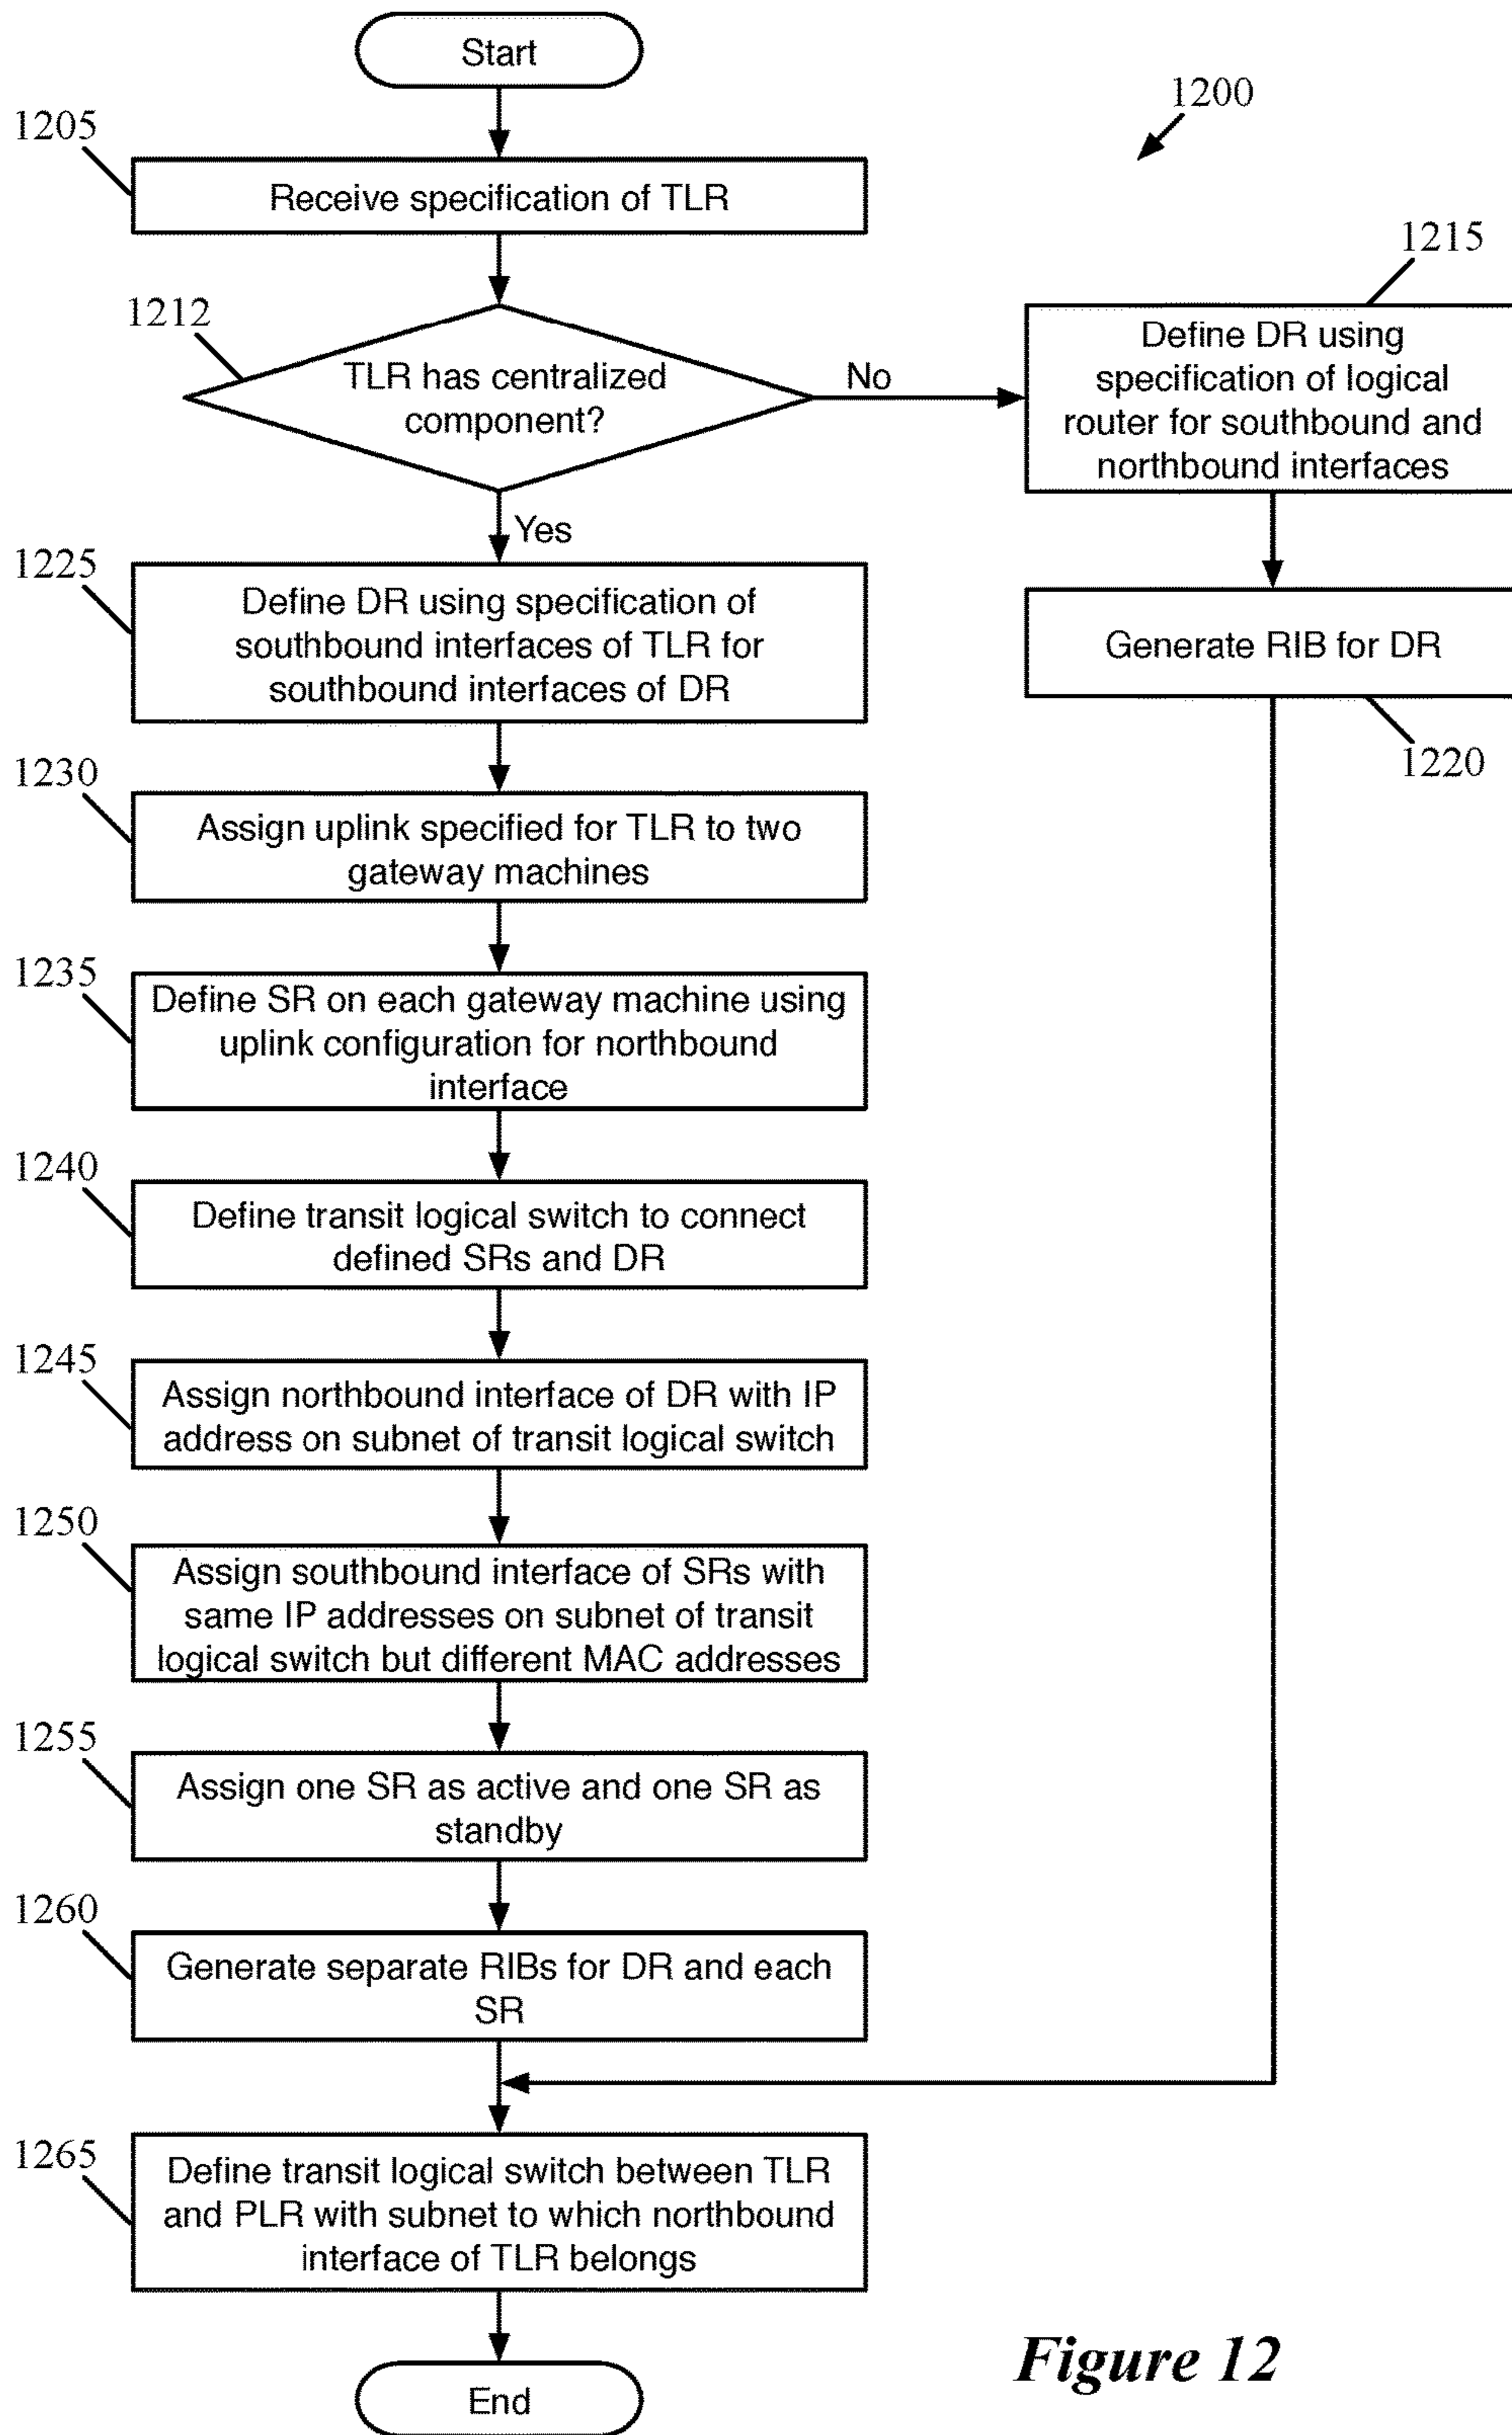 Start
1200
1205
Receive specification of TLR
1215
1212
TLR has centralized
component?
No
Define DR using
specification of logical
router for southbound and
northbound interfaces
Yes
1225
Define DR using specification of
southbound interfaces of TLR for
southbound interfaces of DR
Generate RIB for DR
1220
1230
Assign uplink specified for TLR to two
gateway machines
1235
Define SR on each gateway machine using
uplink configuration for northbound
interface
1240
Define transit logical switch to connect
defined SRs and DR
1245
Assign northbound interface of DR with IP
address on subnet of transit logical switch
1250
Assign southbound interface of SRs with
same IP addresses on subnet of transit
logical switch but different MAC addresses
1255
Assign one SR as active and one SR as
standby
1260
Generate separate RIBs for DR and each
SR
1265
Define transit logical switch between TLR
and PLR with subnet to which northbound
interface of TLR belongs
End
Figure 12